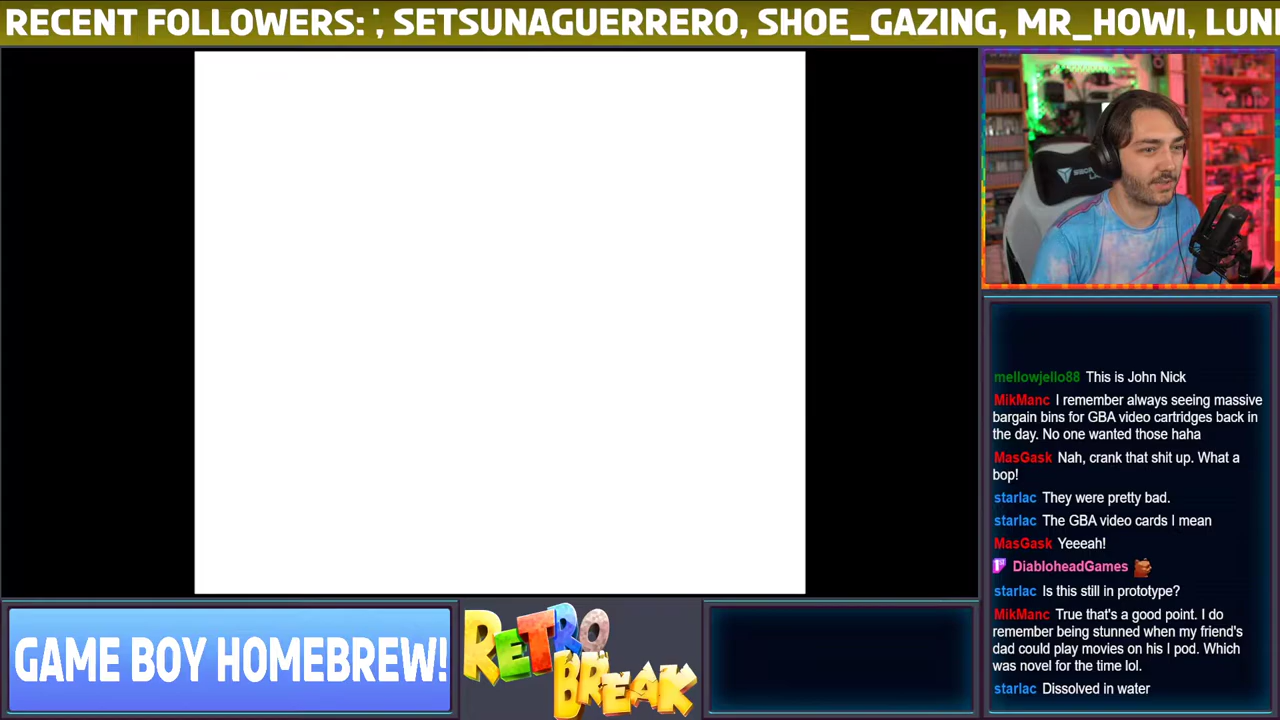 RECENT FOLLOWERS: ', SETSUNAGUERRERO, SHOE_GAZING, MR_HOWI, LUN
mellowjello88 This is John Nick
MikManc I remember always seeing massive
bargain bins for GBA video cartridges back in
the day. No one wanted those haha
MasGask Nah, crank that shit up. What a
bop!
starlac They were pretty bad.
starlac The GBA video cards I mean
MasGask Yeeeah!
DiabloheadGames
starlac Is this still in prototype?
MikManc True that's a good point. I do
remember being stunned when my friend's
dad could play movies on his I pod. Which
was novel for the time lol.
starlac Dissolved in water
GAME BOY HOMEBREW!
RETRO
BREAK